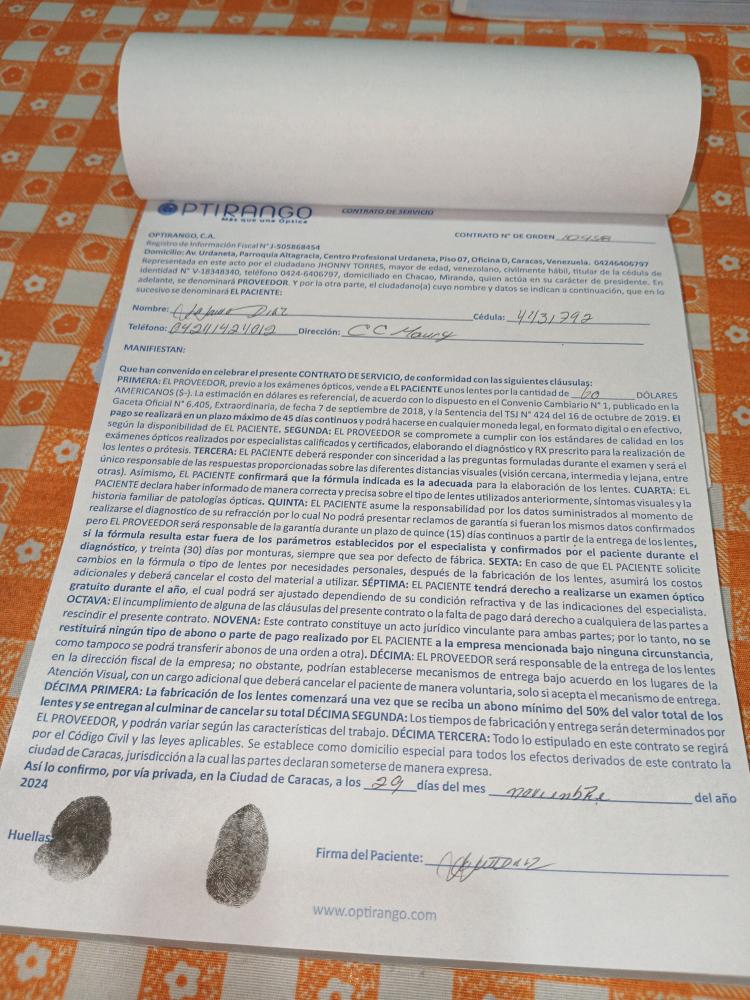 OPTIRANGO
Más que una Óptica
CONTRATO DE SERVICIO
OPTIRANGO, C.A.
CONTRATO N° DE ORDEN
Registro de Información Fiscal N° J-505868454
Domicilio: Av. Urdaneta, Parroquia Altagracia, Centro Profesional Urdaneta, Piso 07, Oficina D, Caracas, Venezuela. 04246406797
Representada en este acto por el ciudadano JHONNY TORRES, mayor de edad, venezolano, civilmente hábil, titular de la cédula de
identidad N° V-18348340, teléfono 0424-6406797, domiciliado en Chacao, Miranda, quien actúa en su carácter de presidente. En
adelante, se denominará PROVEEDOR. Y por la otra parte, el ciudadano(a) cuyo nombre y datos se indican a continuación, que en lo
sucesivo se denominará EL PACIENTE:
Nombre: Diaz Cédula: 4431792
Teléfono: 04241424012 Dirección: CC
MANIFIESTAN:
Que han convenido en celebrar el presente CONTRATO DE SERVICIO, de conformidad con las siguientes cláusulas:
PRIMERA: EL PROVEEDOR, previo a los exámenes ópticos, vende a EL PACIENTE unos lentes por la cantidad de 60 DÓLARES
AMERICANOS ($-). La estimación en dólares es referencial, de acuerdo con lo dispuesto en el Convenio Cambiario N° 1, publicado en la
Gaceta Oficial N° 6.405, Extraordinaria, de fecha 7 de septiembre de 2018, y la Sentencia del TSJ N° 424 del 16 de octubre de 2019. El
pago se realizará en un plazo máximo de 45 días continuos y podrá hacerse en cualquier moneda legal, en formato digital o en efectivo,
según la disponibilidad de EL PACIENTE. SEGUNDA: EL PROVEEDOR se compromete a cumplir con los estándares de calidad en los
exámenes ópticos realizados por especialistas calificados y certificados, elaborando el diagnóstico y RX prescrito para la realización de
los lentes o prótesis. TERCERA: EL PACIENTE deberá responder con sinceridad a las preguntas formuladas durante el examen y será el
único responsable de las respuestas proporcionadas sobre las diferentes distancias visuales (visión cercana, intermedia y lejana, entre
otras). Asimismo, EL PACIENTE confirmará que la fórmula indicada es la adecuada para la elaboración de los lentes. CUARTA: EL
PACIENTE declara haber informado de manera correcta y precisa sobre el tipo de lentes utilizados anteriormente, síntomas visuales y la
historia familiar de patologías ópticas. QUINTA: EL PACIENTE asume la responsabilidad por los datos suministrados al momento de
realizarse el diagnostico de su refracción por lo cual No podrá presentar reclamos de garantía si fueran los mismos datos confirmados
pero EL PROVEEDOR será responsable de la garantía durante un plazo de quince (15) días continuos a partir de la entrega de los lentes,
si la fórmula resulta estar fuera de los parámetros establecidos por el especialista y confirmados por el paciente durante el
diagnóstico, y treinta (30) días por monturas, siempre que sea por defecto de fábrica. SEXTA: En caso de que EL PACIENTE solicite
cambios en la fórmula o tipo de lentes por necesidades personales, después de la fabricación de los lentes, asumirá los costos
adicionales y deberá cancelar el costo del material a utilizar. SÉPTIMA: EL PACIENTE tendrá derecho a realizarse un examen óptico
gratuito durante el año, el cual podrá ser ajustado dependiendo de su condición refractiva y de las indicaciones del especialista.
OCTAVA: El incumplimiento de alguna de las cláusulas del presente contrato o la falta de pago dará derecho a cualquiera de las partes a
rescindir el presente contrato. NOVENA: Este contrato constituye un acto jurídico vinculante para ambas partes; por lo tanto, no se
restituirá ningún tipo de abono o parte de pago realizado por EL PACIENTE a la empresa mencionada bajo ninguna circunstancia,
como tampoco se podrá transferir abonos de una orden a otra). DÉCIMA: EL PROVEEDOR será responsable de la entrega de los lentes
en la dirección fiscal de la empresa; no obstante, podrían establecerse mecanismos de entrega bajo acuerdo en los lugares de la
Atención Visual, con un cargo adicional que deberá cancelar el paciente de manera voluntaria, solo si acepta el mecanismo de entrega.
DÉCIMA PRIMERA: La fabricación de los lentes comenzará una vez que se reciba un abono mínimo del 50% del valor total de los
lentes y se entregan al culminar de cancelar su total DÉCIMA SEGUNDA: Los tiempos de fabricación y entrega serán determinados por
EL PROVEEDOR, y podrán variar según las características del trabajo. DÉCIMA TERCERA: Todo lo estipulado en este contrato se regirá
por el Código Civil y las leyes aplicables. Se establece como domicilio especial para todos los efectos derivados de este contrato la
ciudad de Caracas, jurisdicción a la cual las partes declaran someterse de manera expresa.
Así lo confirmo, por vía privada, en la Ciudad de Caracas, a los 29 días del mes noviembre del año
2024
Huellas:
Firma del Paciente:
www.optirango.com